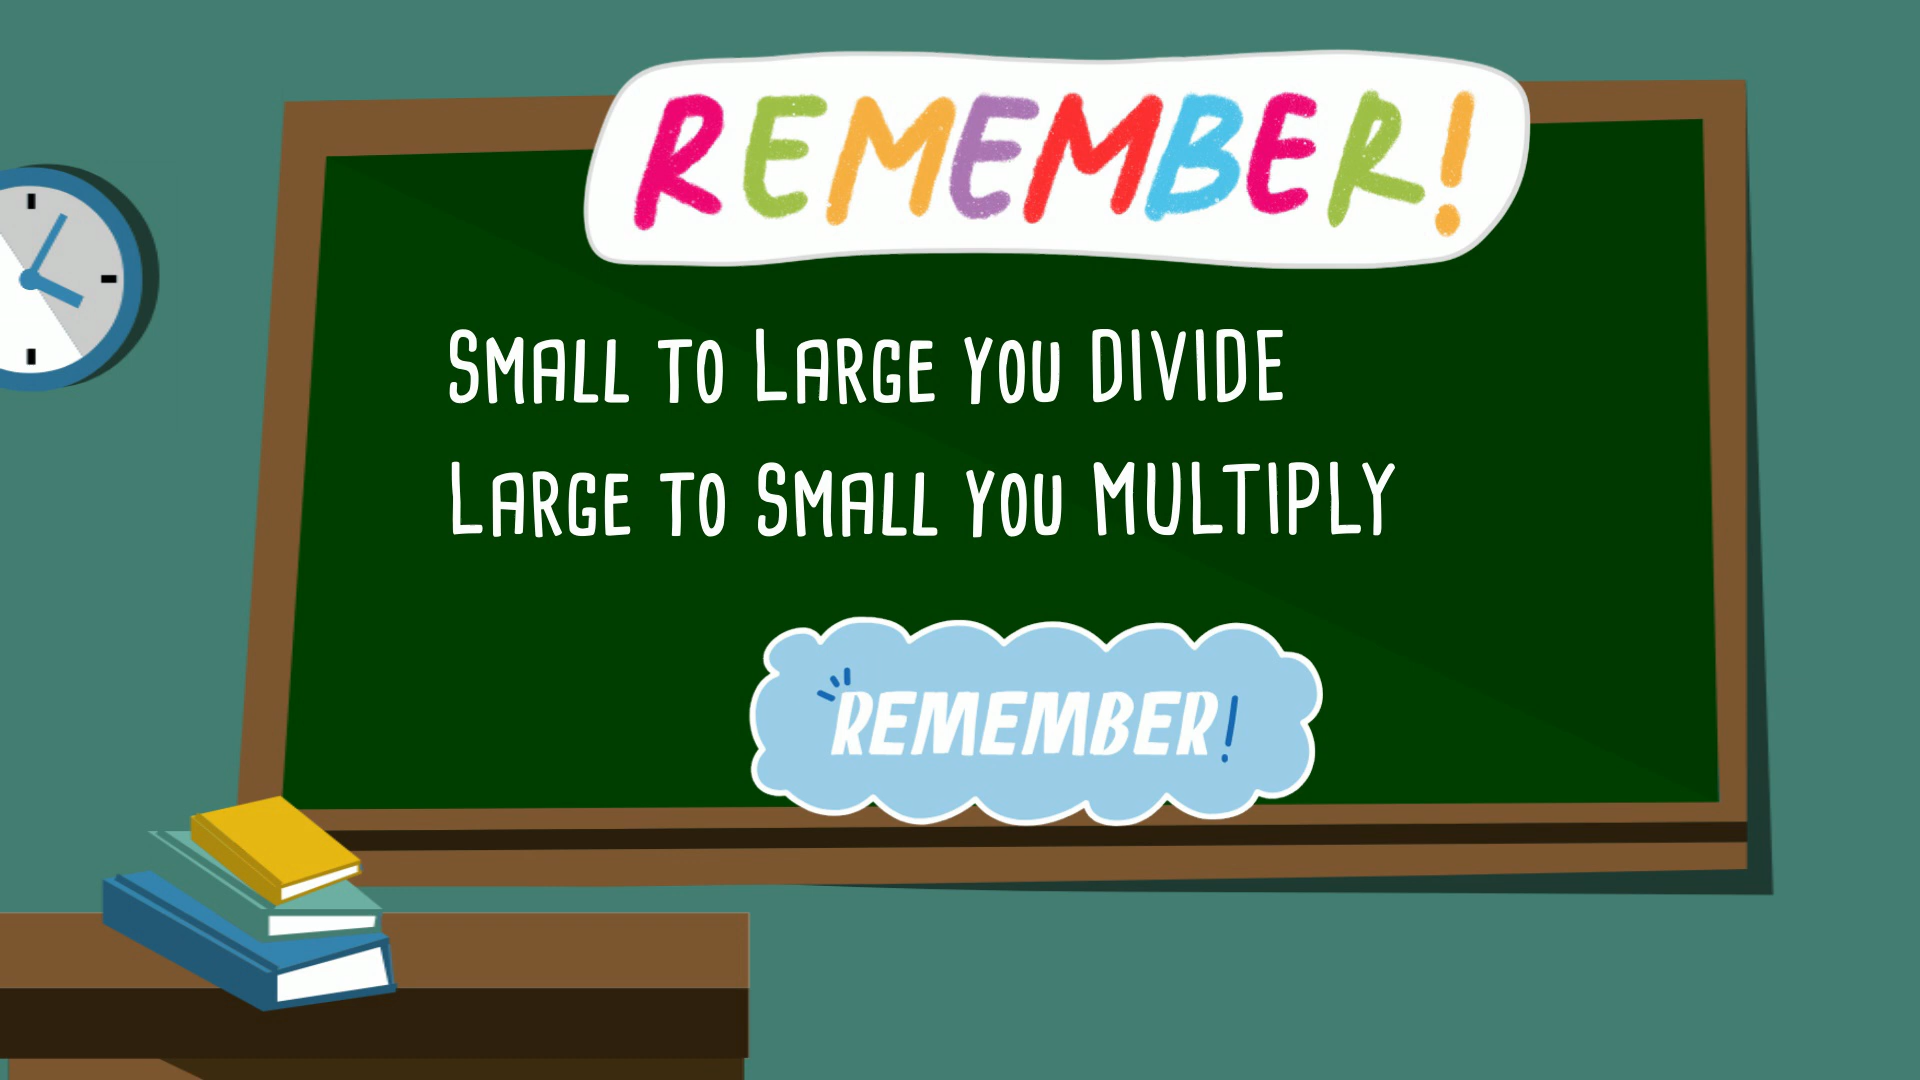 REMEMBER!
Small to Large you DIVIDE
Large to Small you MULTIPLY
REMEMBER!